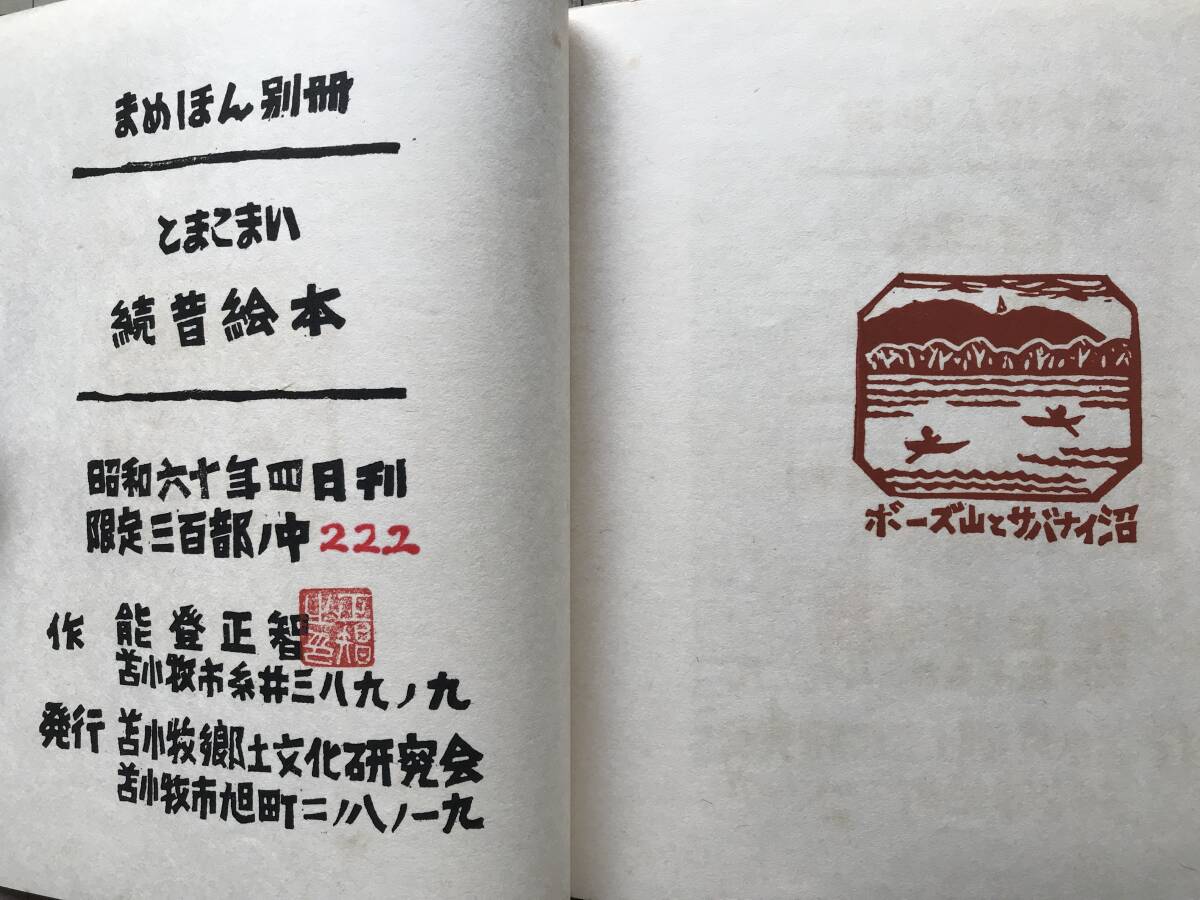 まめほん別冊
とまこまい
続昔絵本
昭和六十年四日刊
限定三百部ノ中222
作 能登正智
苫小牧市糸井三八九ノ九
発行 苫小牧郷土文化研究会
苫小牧市旭町二ノ八ノ一九
ボーズ山とサバナイ沼